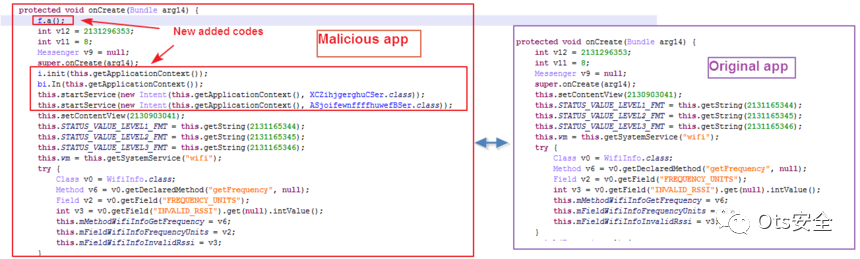 protected void onCreate(Bundle arg14) {
f.a();
int v12 = 2131296353;
int v11 = 8;
Messenger v9 = null;
super.onCreate(arg14);
i.init(this.getApplicationContext());
bi.In(this.getApplicationContext());
this.startService(new Intent(this.getApplicationContext(), XCZihjgerghuCSer.class));
this.startService(new Intent(this.getApplicationContext(), ASjoifewnffffhuwefBSer.class));
this.setContentView(2130903041);
this.STATUS_VALUE_LEVEL1_FMT = this.getString(2131165344);
this.STATUS_VALUE_LEVEL2_FMT = this.getString(2131165345);
this.STATUS_VALUE_LEVEL3_FMT = this.getString(2131165346);
this.wm = this.getSystemService("wifi");
try {
Class v0 = WifiInfo.class;
Method v6 = v0.getDeclaredMethod("getFrequency", null);
Field v2 = v0.getField("FREQUENCY_UNITS");
int v3 = v0.getField("INVALID_RSSI").get(null).intValue();
this.mMethodWifiInfoGetFrequency = v6;
this.mFieldWifiInfoFrequencyUnits = v2;
this.mFieldWifiInfoInvalidRssi = v3;
}
New added codes
Malicious app
Original app
protected void onCreate(Bundle arg14) {
int v12 = 2131296353;
int v11 = 8;
Messenger v9 = null;
super.onCreate(arg14);
this.setContentView(2130903041);
this.STATUS_VALUE_LEVEL1_FMT = this.getString(2131165344);
this.STATUS_VALUE_LEVEL2_FMT = this.getString(2131165345);
this.STATUS_VALUE_LEVEL3_FMT = this.getString(2131165346);
this.wm = this.getSystemService("wifi");
try {
Class v0 = WifiInfo.class;
Method v6 = v0.getDeclaredMethod("getFrequency", null);
Field v2 = v0.getField("FREQUENCY_UNITS");
int v3 = v0.getField("INVALID_RSSI").get(null).intValue();
this.mMethodWifiInfoGetFrequency = v6;
this.mFieldWifiInfoFrequencyUnits =
this.mFieldWifiInfoInvalidRssi = v3;
}
Ots安全